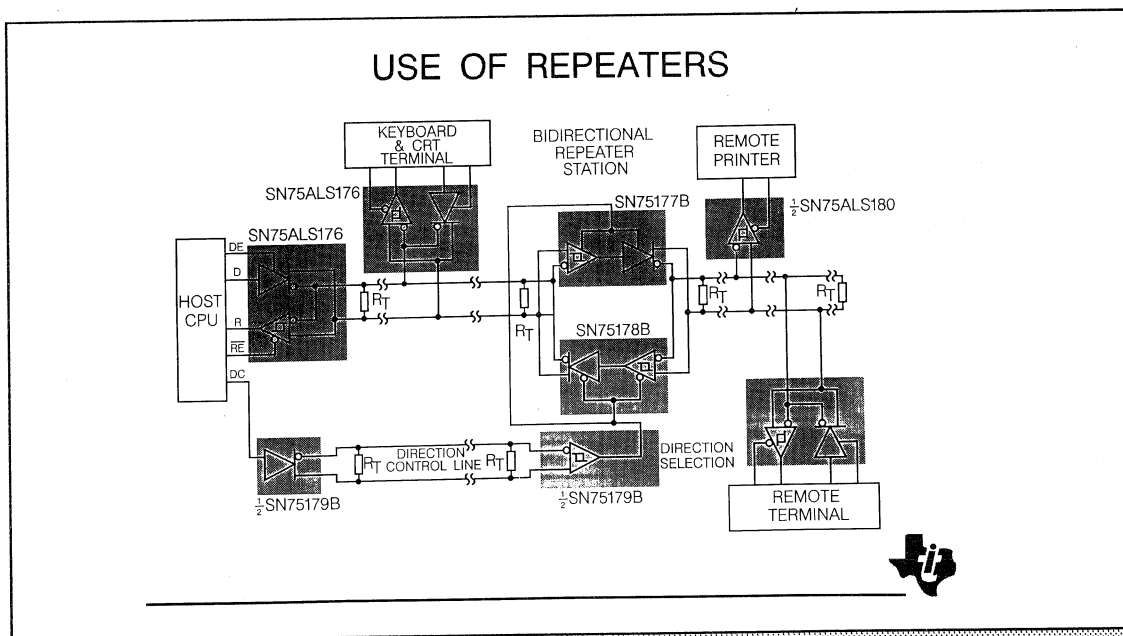 USE OF REPEATERS
KEYBOARD
& CRT
TERMINAL
BIDIRECTIONAL
REPEATER
STATION
REMOTE
PRINTER
SN75ALS176
SN75177B
½SN75ALS180
SN75ALS176
DE
D
HOST
CPU
R
RE
DC
RT
RT
RT
RT
SN75178B
DIRECTION
CONTROL LINE
RT
RT
DIRECTION
SELECTION
½SN75179B
½SN75179B
REMOTE
TERMINAL
i